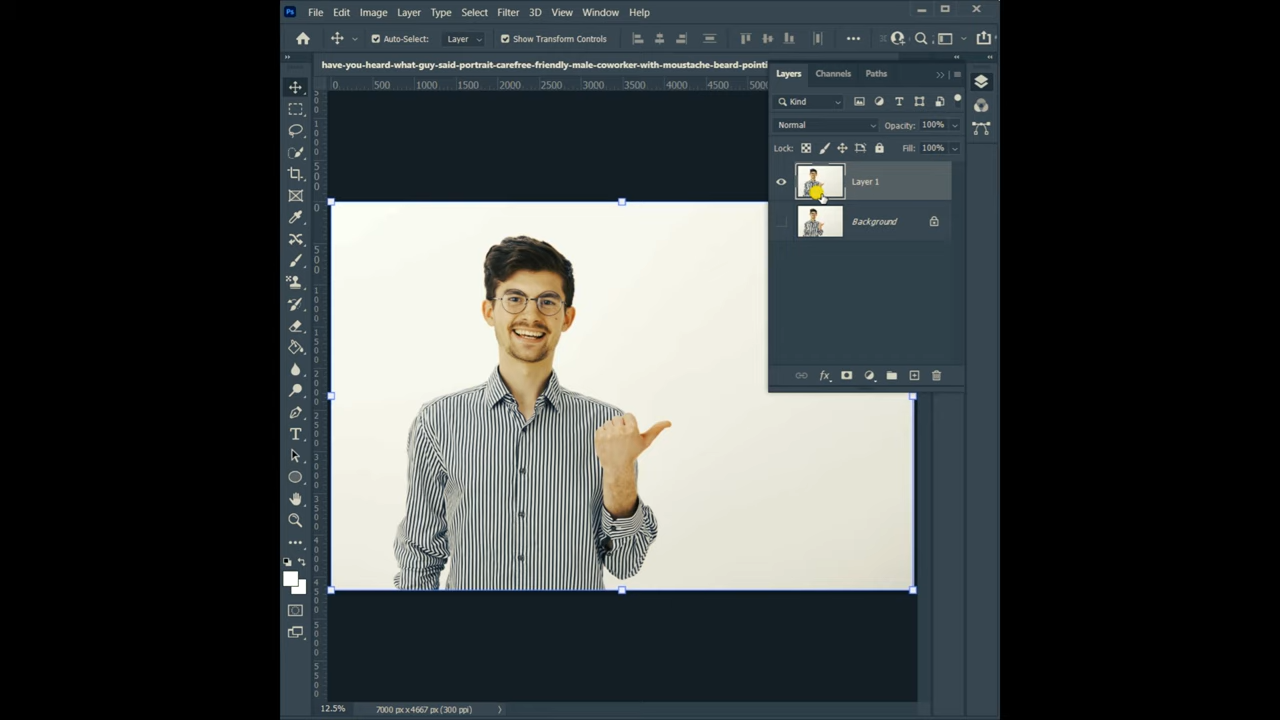 Ps File Edit Image Layer Type Select Filter 3D View Window Help
Auto-Select: Layer Show Transform Controls
have-you-heard-what-guy-said-portrait-carefree-friendly-male-coworker-with-moustache-beard-pointi
0 500 1000 1500 2000 2500 3000 3500 4000 4500 5000
Layers Channels Paths
Kind
Normal Opacity: 100%
Lock: Fill: 100%
Layer 1
Background
fx
12.5% 7000 px x 4667 px (300 ppi)